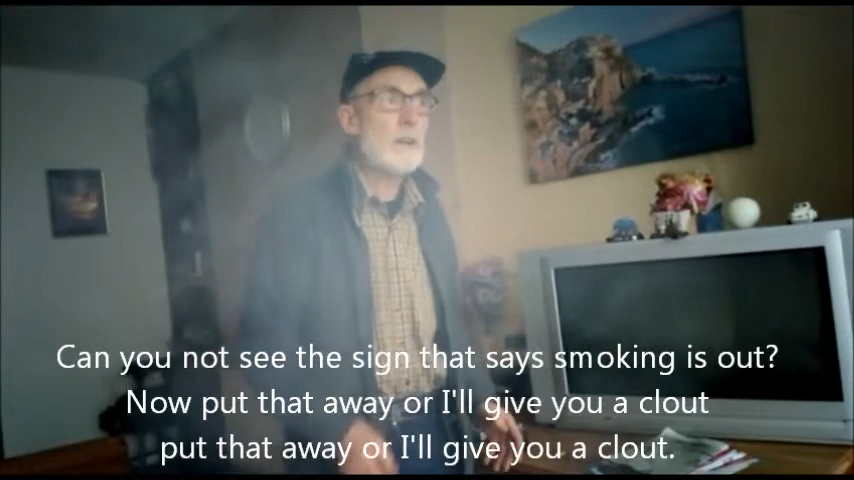 Can you not see the sign that says smoking is out?
Now put that away or I'll give you a clout
put that away or I'll give you a clout.